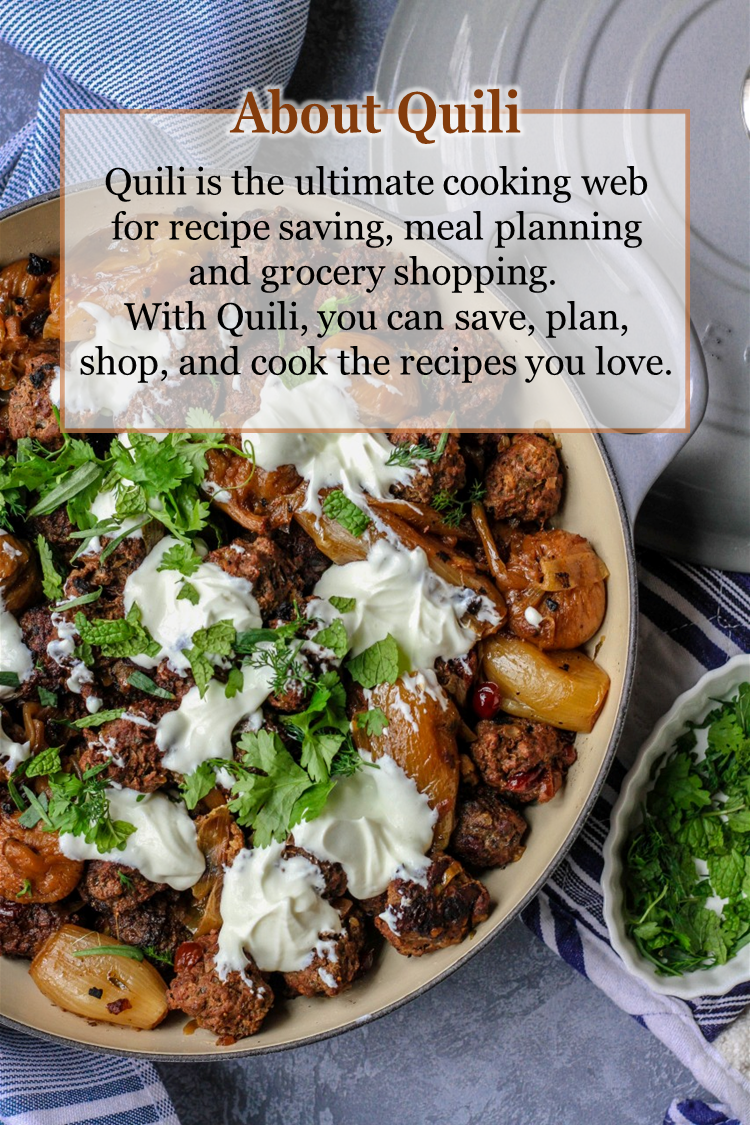 About Quili
Quili is the ultimate cooking web
for recipe saving, meal planning
and grocery shopping.
With Quili, you can save, plan,
shop, and cook the recipes you love.